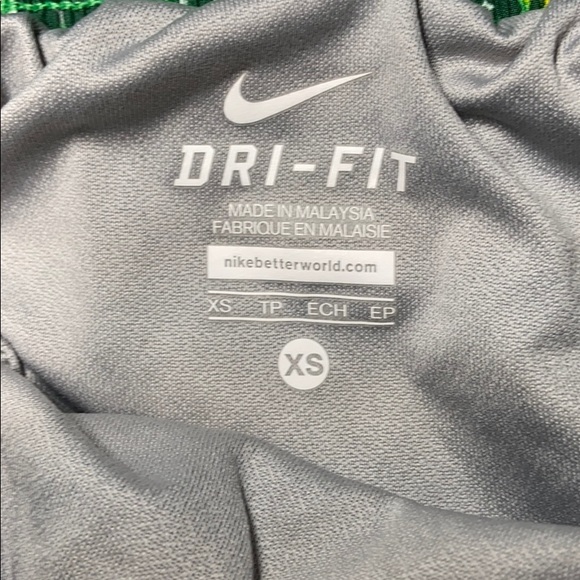 DRI-FIT
MADE IN MALAYSIA
FABRIQUE EN MALAISIE
nikebetterworld.com
XS TP ECH EP
XS